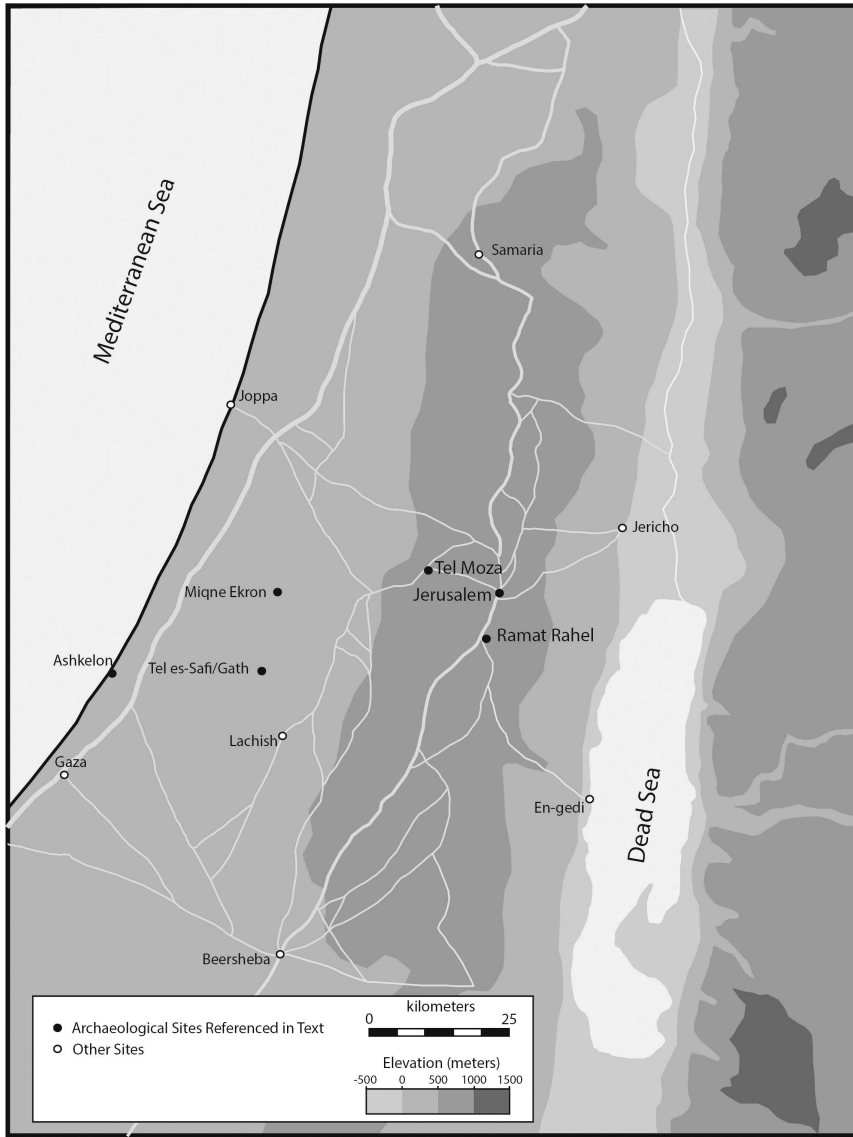 Mediterranean Sea
Samaria
Joppa
Jericho
Tel Moza
Miqne Ekron
Jerusalem
Ramat Rahel
Ashkelon
Tel es-Safi/Gath
Lachish
Gaza
En-gedi
Dead Sea
Beersheba
kilometers
0 25
Archaeological Sites Referenced in Text
Other Sites
Elevation (meters)
-500 0 500 1000 1500